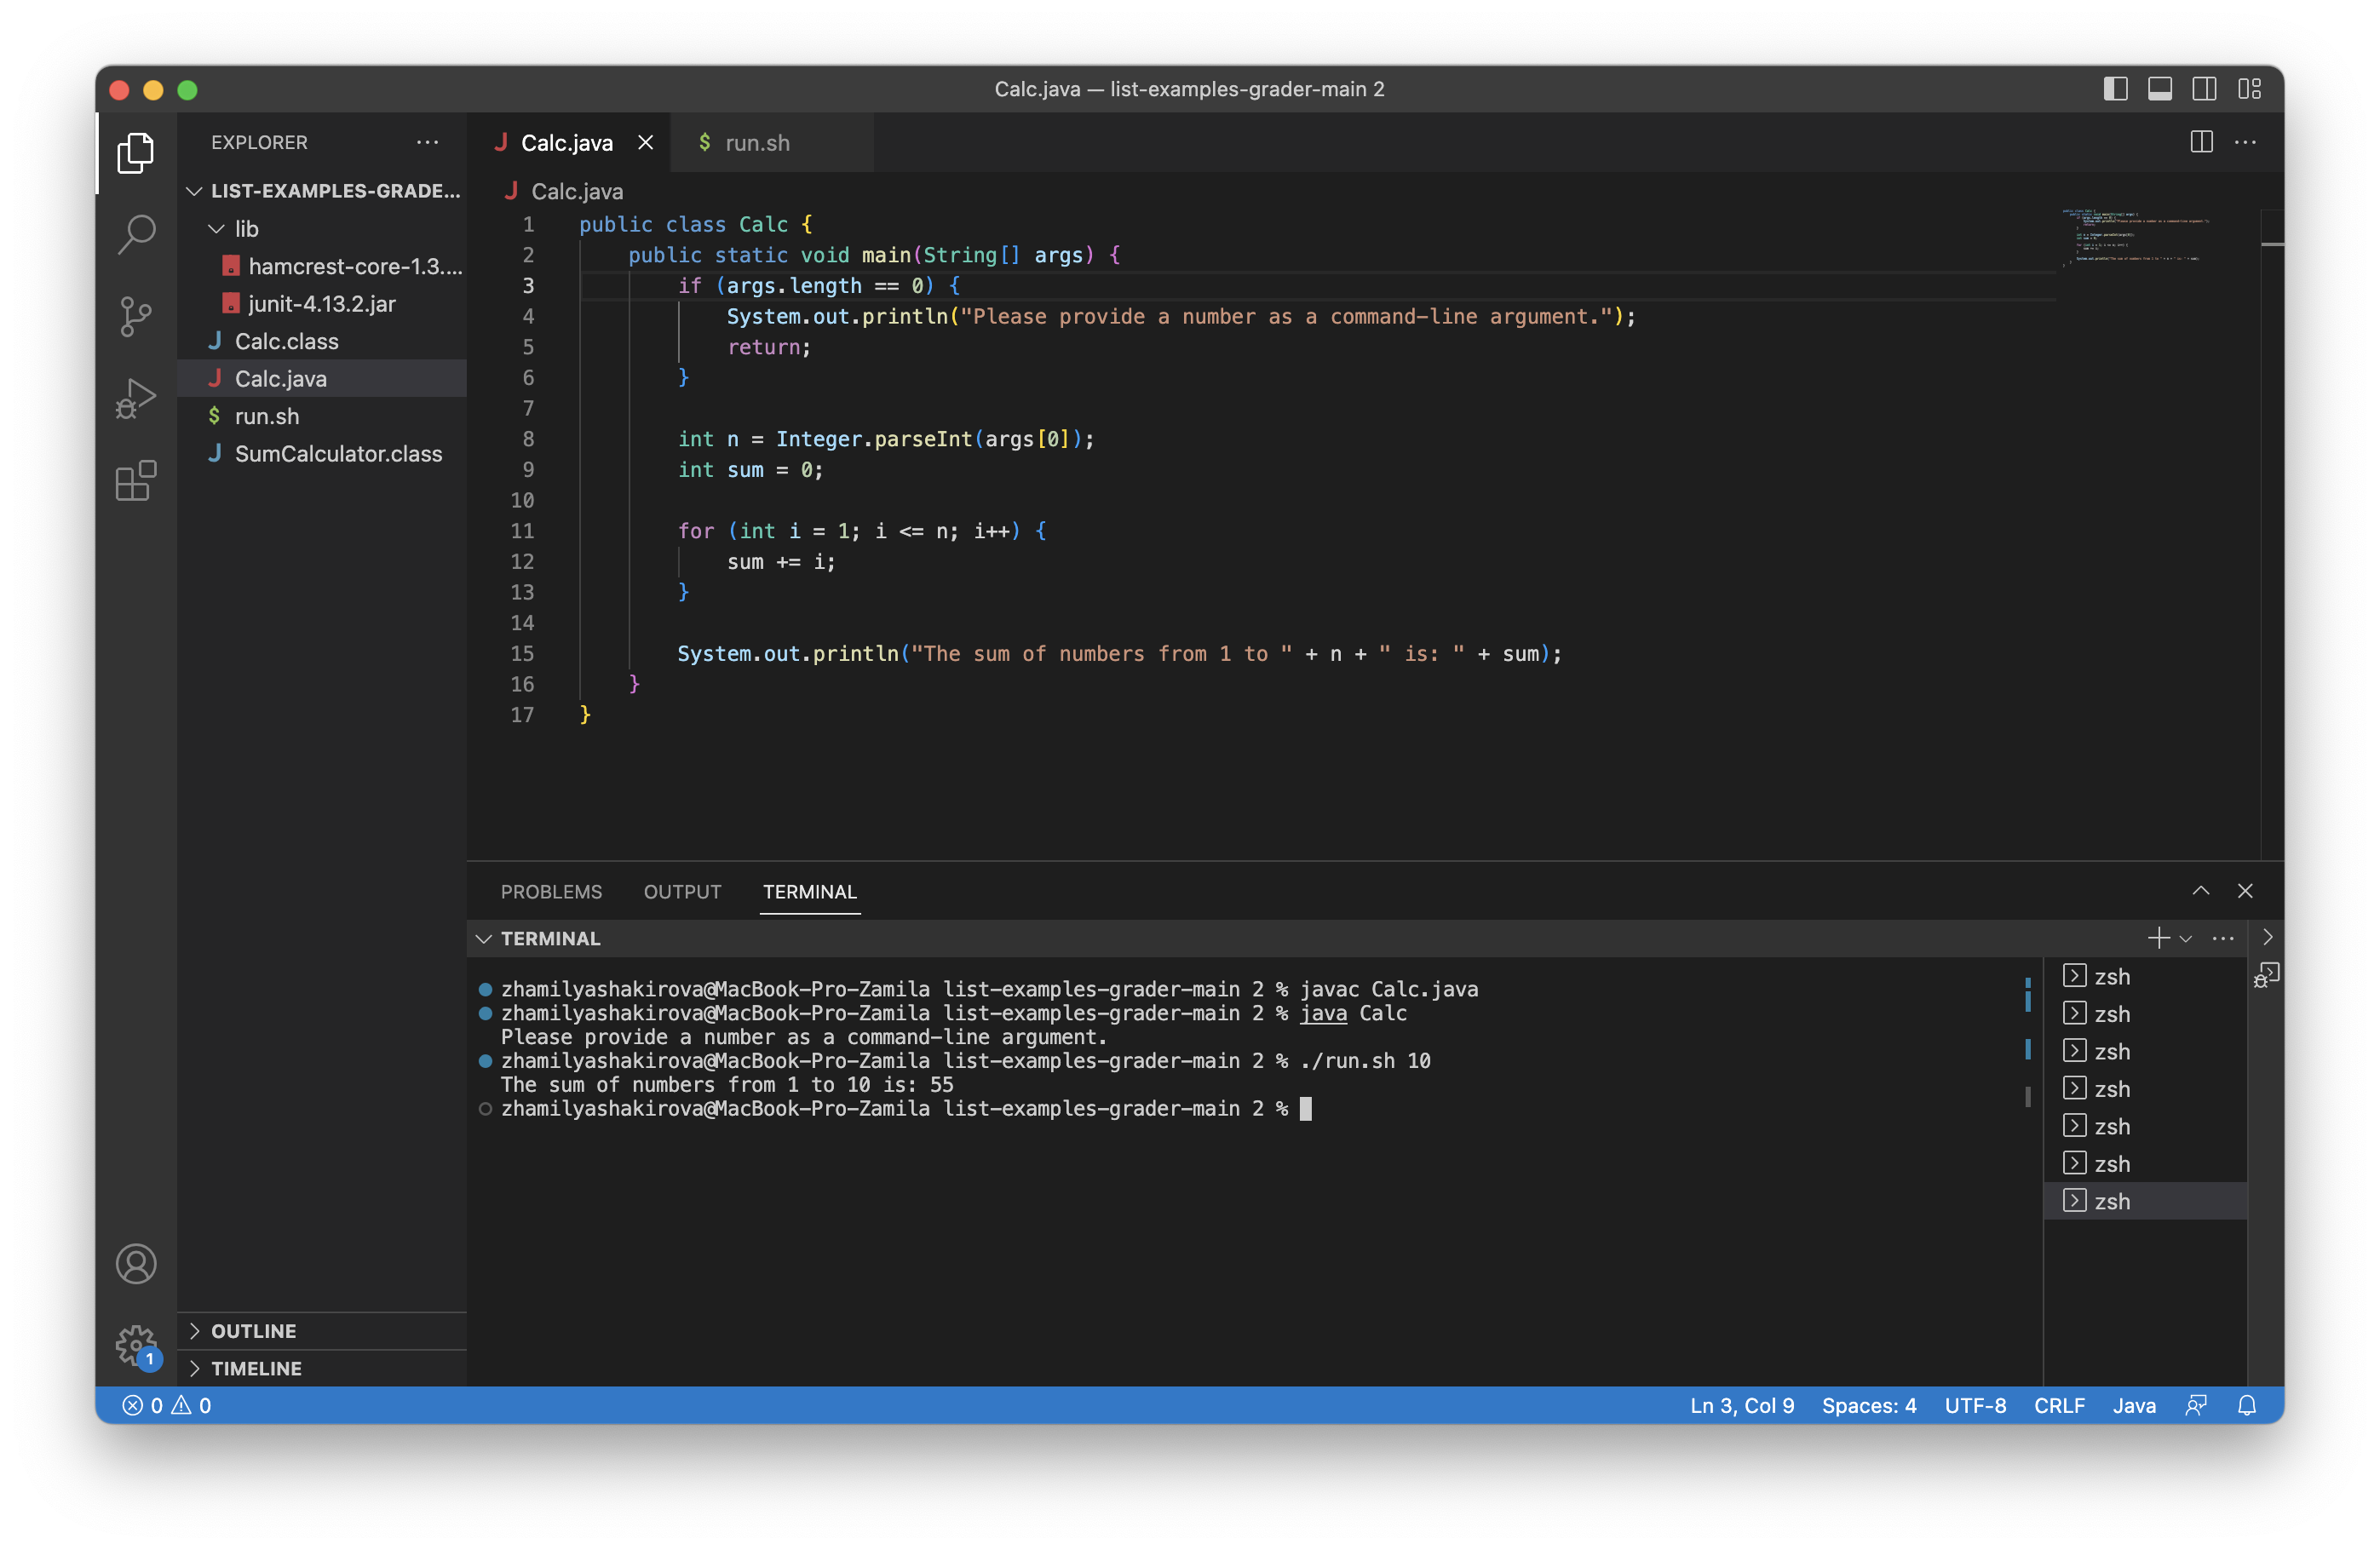 Calc.java — list-examples-grader-main 2
EXPLORER
LIST-EXAMPLES-GRADE...
lib
hamcrest-core-1.3....
junit-4.13.2.jar
Calc.class
Calc.java
run.sh
SumCalculator.class
OUTLINE
TIMELINE
Calc.java
$ run.sh
Calc.java
1 public class Calc {
2     public static void main(String[] args) {
3         if (args.length == 0) {
4             System.out.println("Please provide a number as a command-line argument.");
5             return;
6         }
7
8         int n = Integer.parseInt(args[0]);
9         int sum = 0;
10
11         for (int i = 1; i <= n; i++) {
12             sum += i;
13         }
14
15         System.out.println("The sum of numbers from 1 to " + n + " is: " + sum);
16     }
17 }
PROBLEMS OUTPUT TERMINAL
TERMINAL
zhamilyashakirova@MacBook-Pro-Zamila list-examples-grader-main 2 % javac Calc.java
zhamilyashakirova@MacBook-Pro-Zamila list-examples-grader-main 2 % java Calc
Please provide a number as a command-line argument.
zhamilyashakirova@MacBook-Pro-Zamila list-examples-grader-main 2 % ./run.sh 10
The sum of numbers from 1 to 10 is: 55
zhamilyashakirova@MacBook-Pro-Zamila list-examples-grader-main 2 %
zsh
zsh
zsh
zsh
zsh
zsh
zsh
1
0 0 Ln 3, Col 9 Spaces: 4 UTF-8 CRLF Java